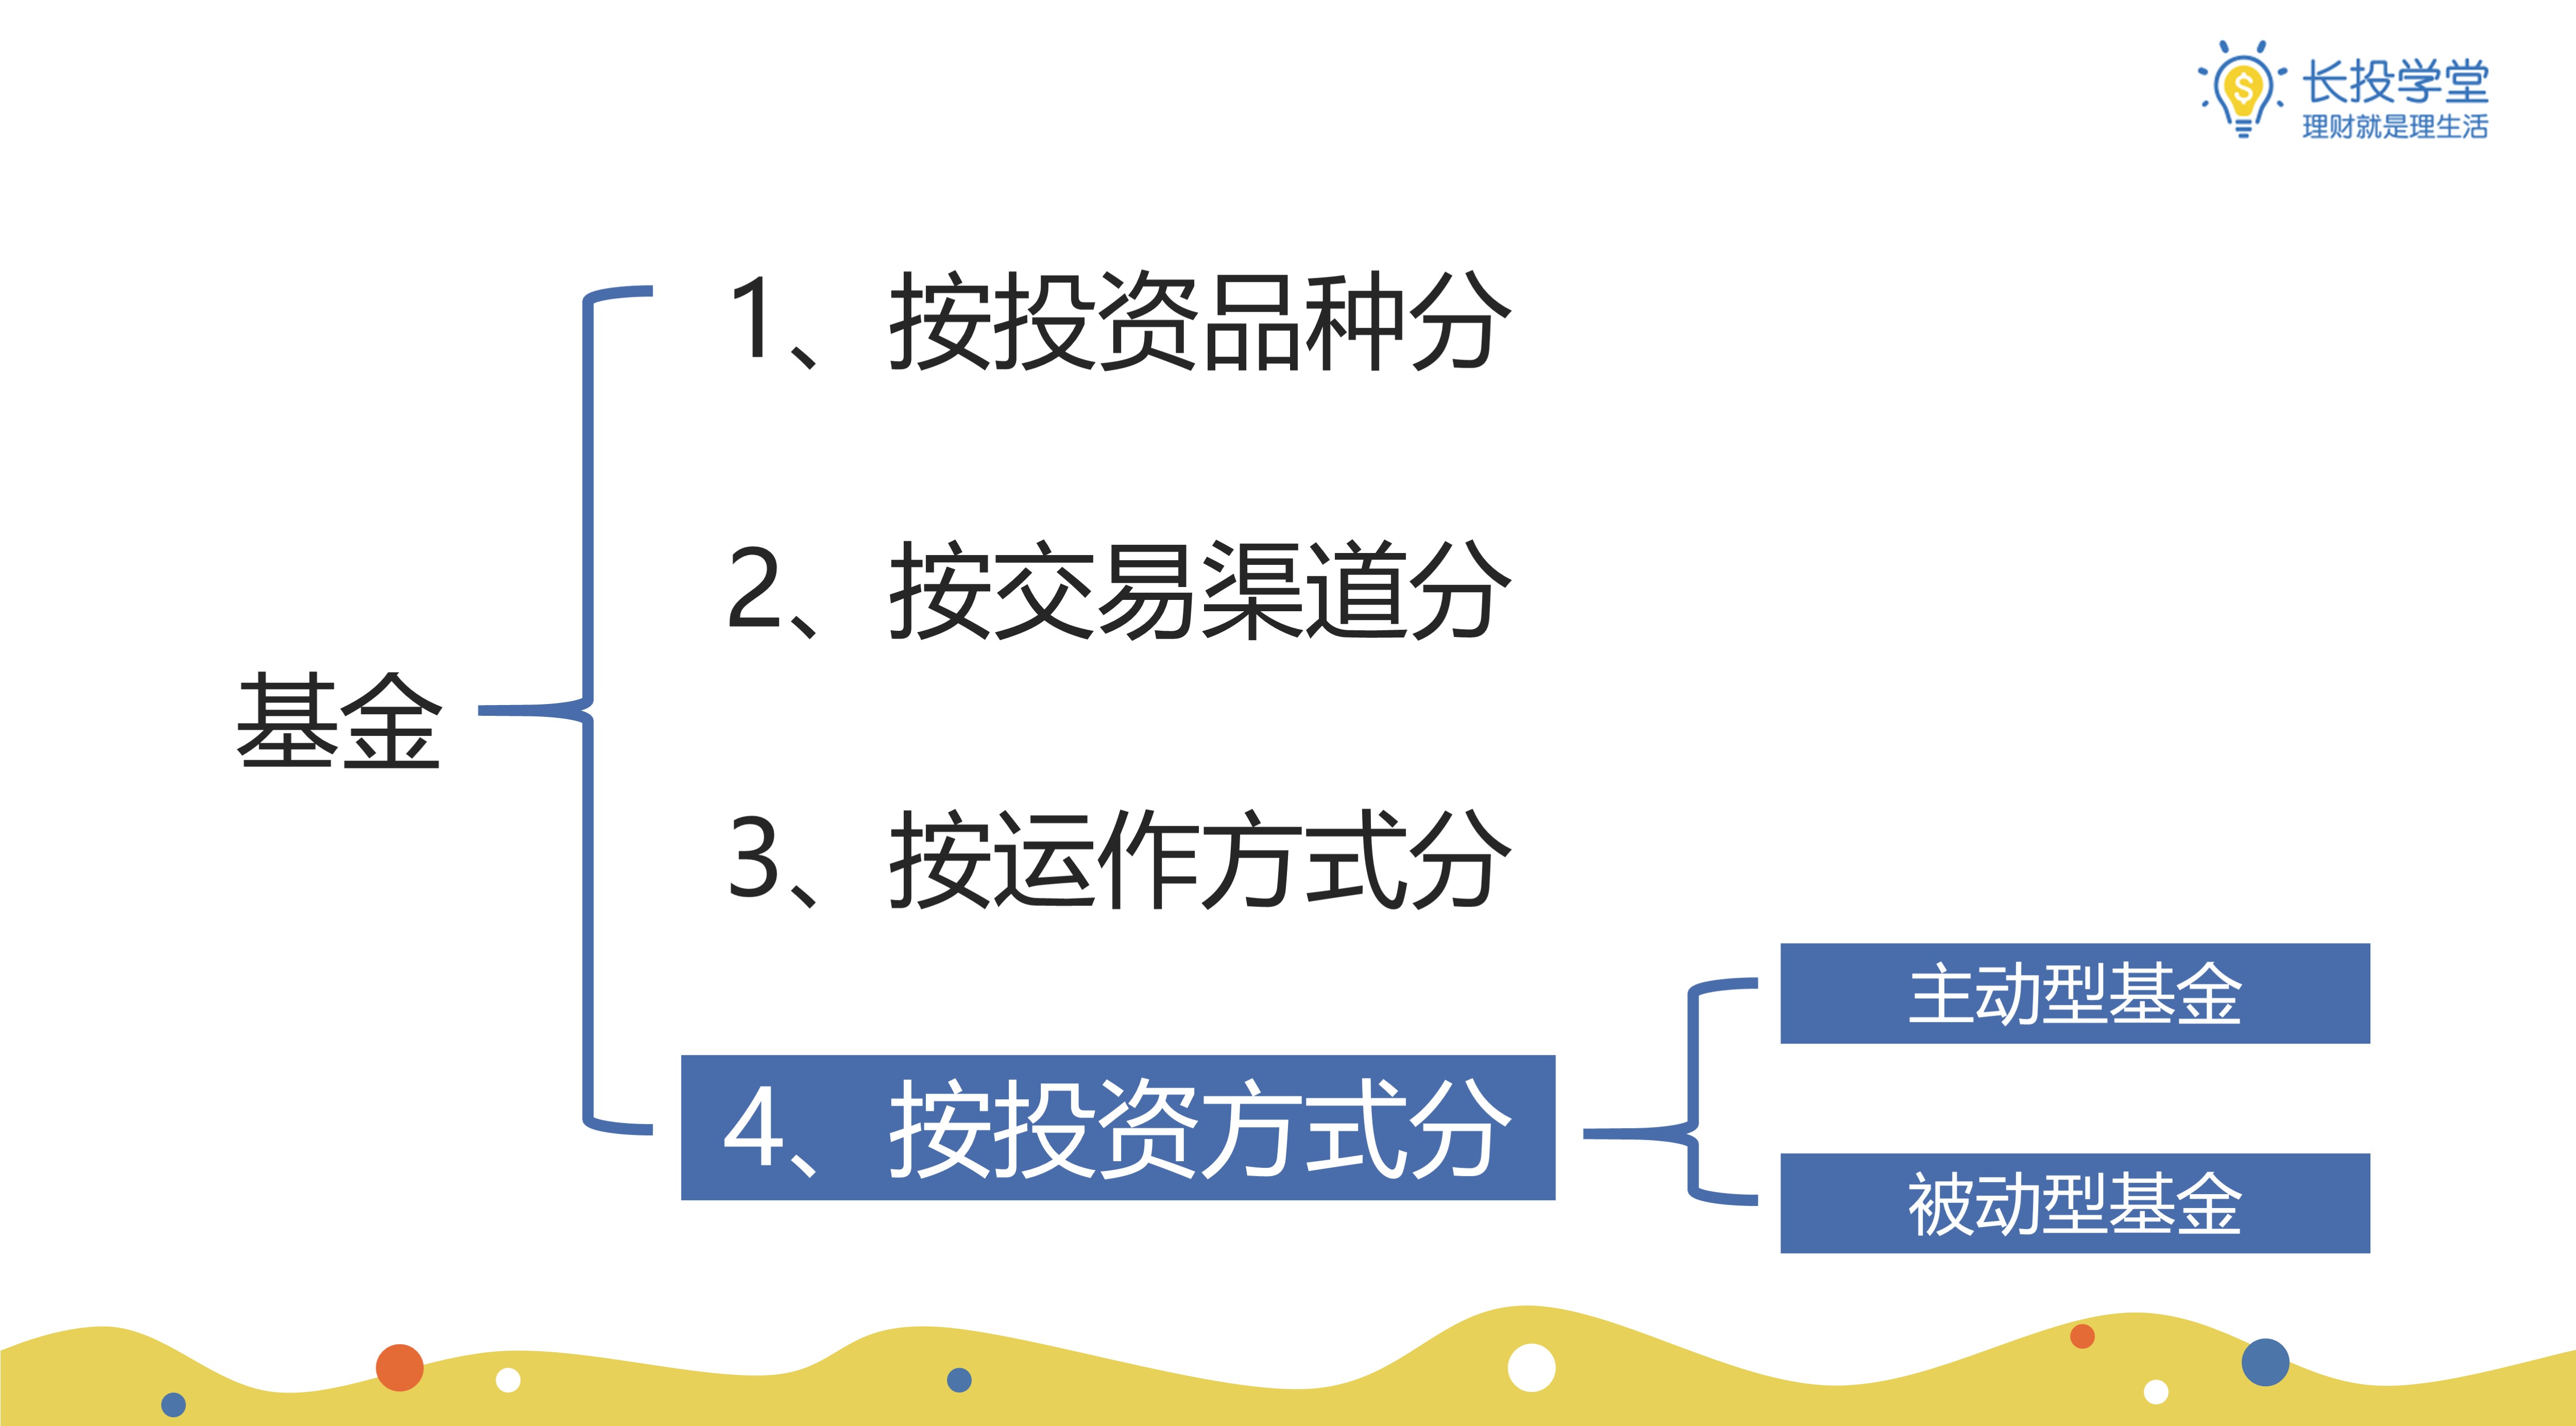 长投学堂
理财就是理生活
基金
1、按投资品种分
2、按交易渠道分
3、按运作方式分
4、按投资方式分
主动型基金
被动型基金